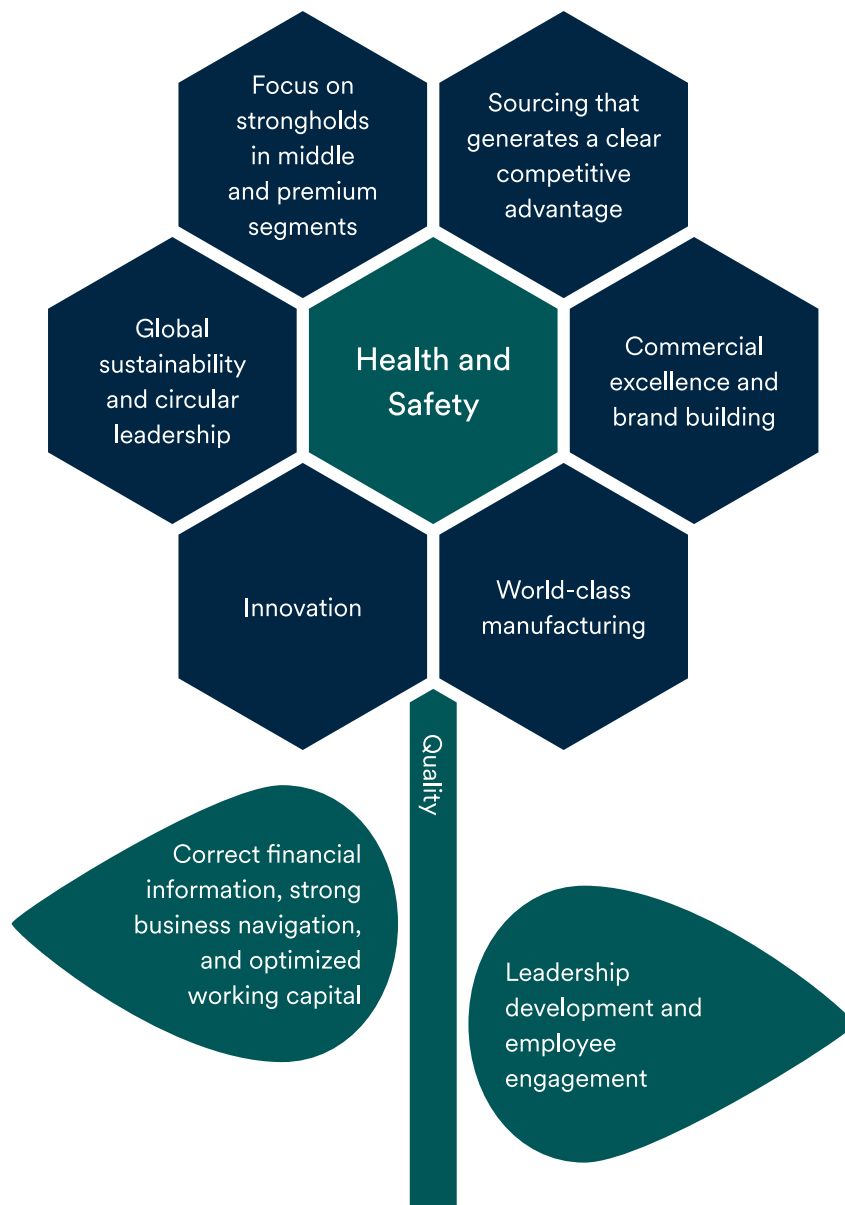 Focus on
strongholds
in middle
and premium
segments
Sourcing that
generates a clear
competitive
advantage
Global
sustainability
and circular
leadership
Health and
Safety
Commercial
excellence and
brand building
Innovation
World-class
manufacturing
Quality
Correct financial
information, strong
business navigation,
and optimized
working capital
Leadership
development and
employee
engagement